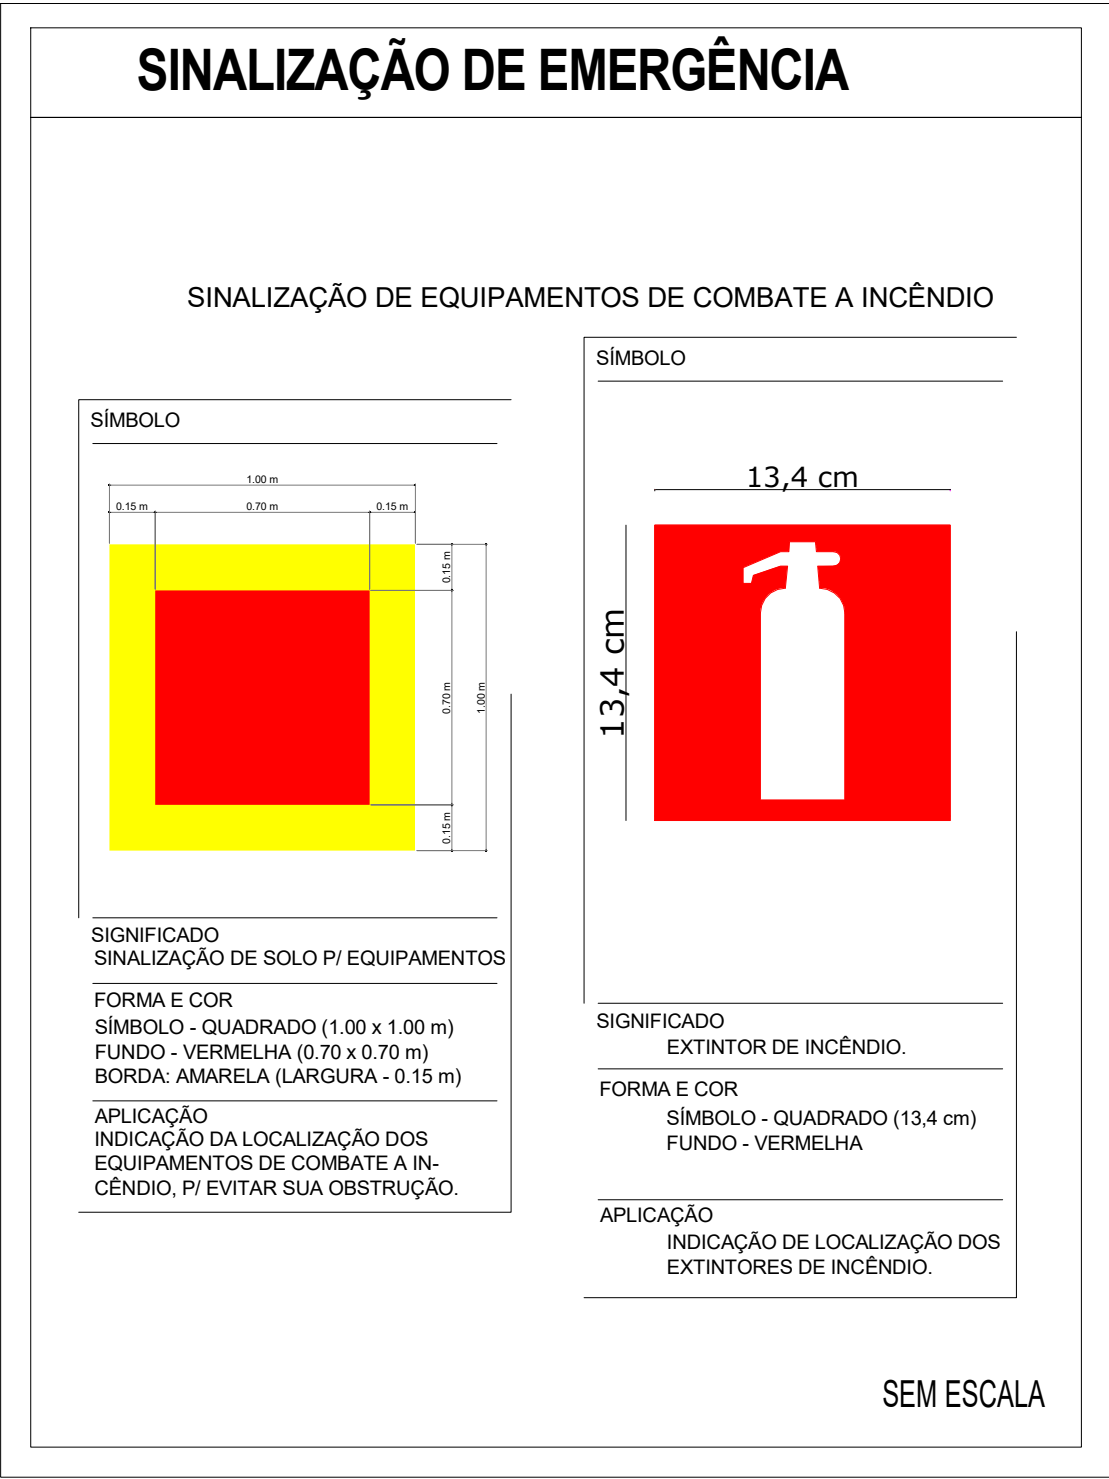 SINALIZAÇÃO DE EMERGÊNCIA
SINALIZAÇÃO DE EQUIPAMENTOS DE COMBATE A INCÊNDIO
SÍMBOLO
1.00 m
0.15 m
0.70 m
0.15 m
0.15 m
0.70 m
1.00 m
0.15 m
SIGNIFICADO
SINALIZAÇÃO DE SOLO P/ EQUIPAMENTOS
FORMA E COR
SÍMBOLO - QUADRADO (1.00 x 1.00 m)
FUNDO - VERMELHA (0.70 x 0.70 m)
BORDA: AMARELA (LARGURA - 0.15 m)
APLICAÇÃO
INDICAÇÃO DA LOCALIZAÇÃO DOS
EQUIPAMENTOS DE COMBATE A IN-
CÊNDIO, P/ EVITAR SUA OBSTRUÇÃO.
SÍMBOLO
13,4 cm
13,4 cm
SIGNIFICADO
EXTINTOR DE INCÊNDIO.
FORMA E COR
SÍMBOLO - QUADRADO (13,4 cm)
FUNDO - VERMELHA
APLICAÇÃO
INDICAÇÃO DE LOCALIZAÇÃO DOS
EXTINTORES DE INCÊNDIO.
SEM ESCALA